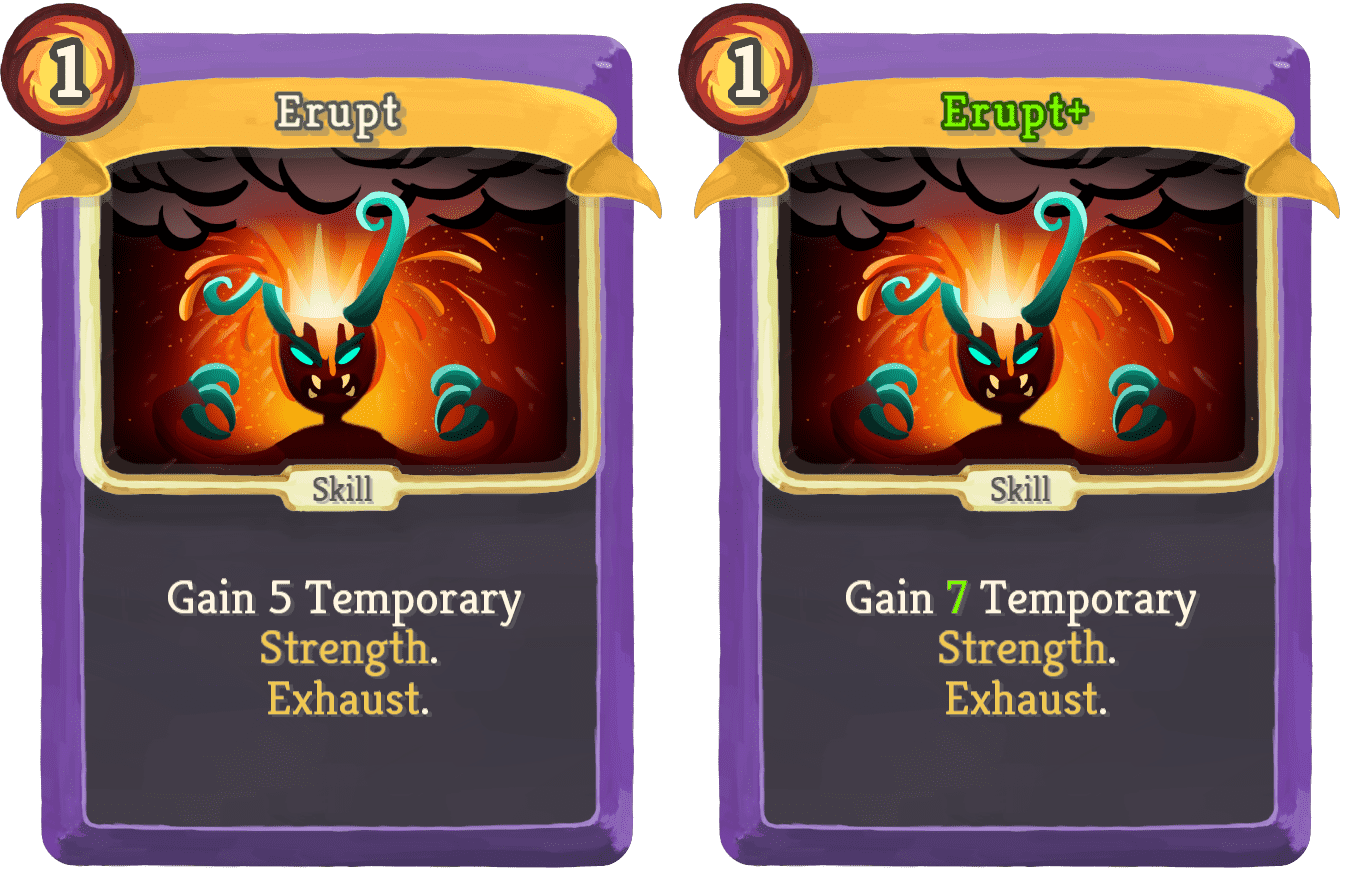 1
Erupt
Skill
Gain 5 Temporary
Strength.
Exhaust.
1
Erupt+
Skill
Gain 7 Temporary
Strength.
Exhaust.